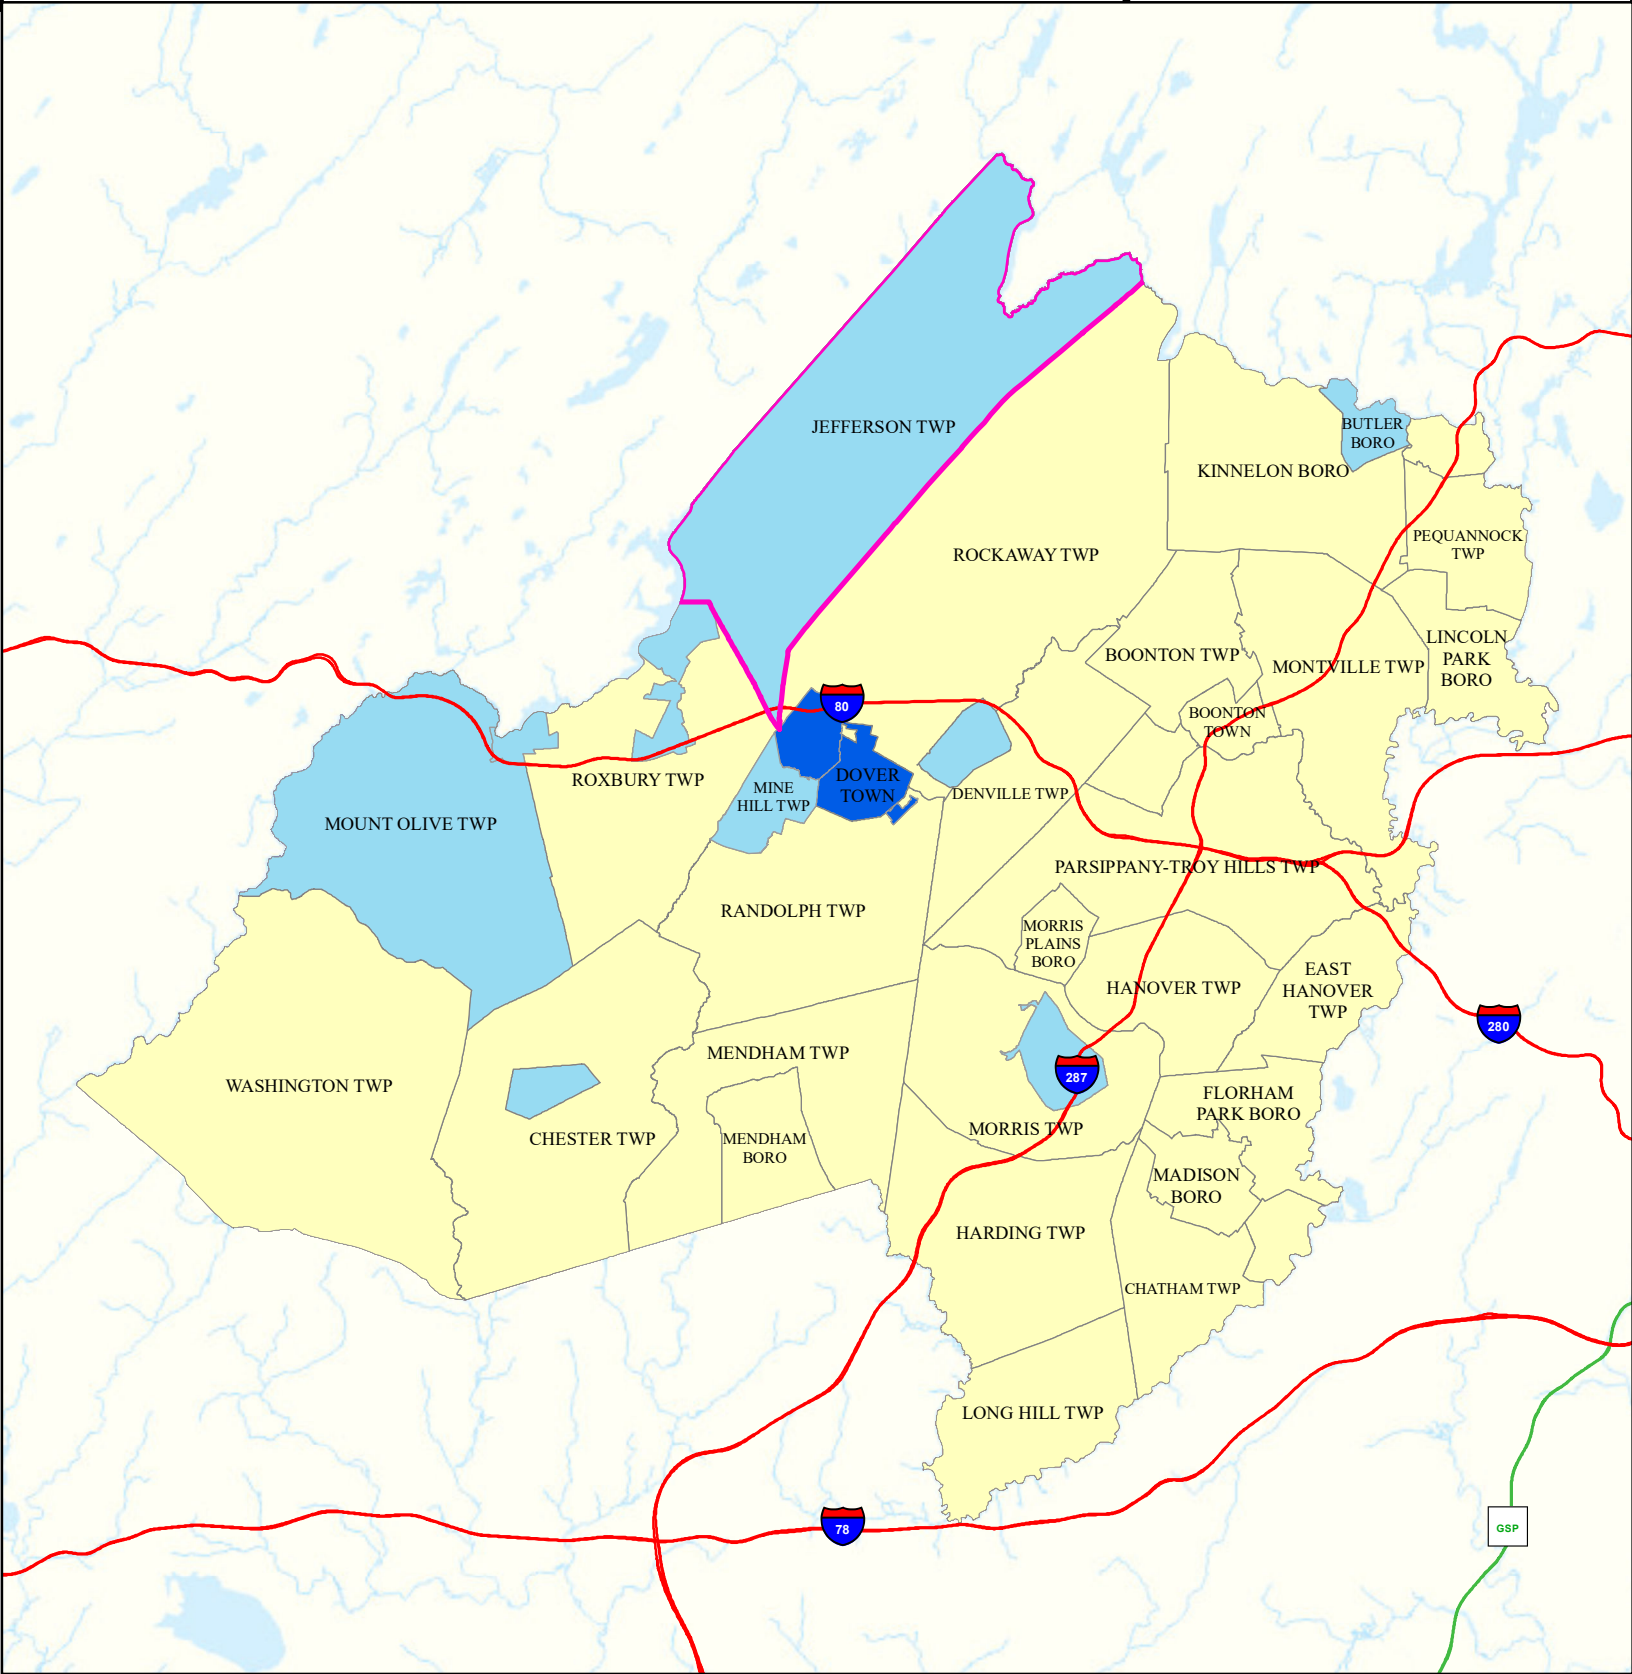 JEFFERSON TWP
BUTLER
BORO
KINNELON BORO
PEQUANNOCK
TWP
ROCKAWAY TWP
LINCOLN
PARK
BORO
BOONTON TWP
MONTVILLE TWP
80
BOONTON
TOWN
ROXBURY TWP
MINE
HILL TWP
DOVER
TOWN
DENVILLE TWP
MOUNT OLIVE TWP
PARSIPPANY-TROY HILLS TWP
RANDOLPH TWP
MORRIS
PLAINS
BORO
EAST
HANOVER
TWP
HANOVER TWP
280
MENDHAM TWP
287
WASHINGTON TWP
FLORHAM
PARK BORO
CHESTER TWP
MENDHAM
BORO
MORRIS TWP
MADISON
BORO
HARDING TWP
CHATHAM TWP
LONG HILL TWP
78
GSP